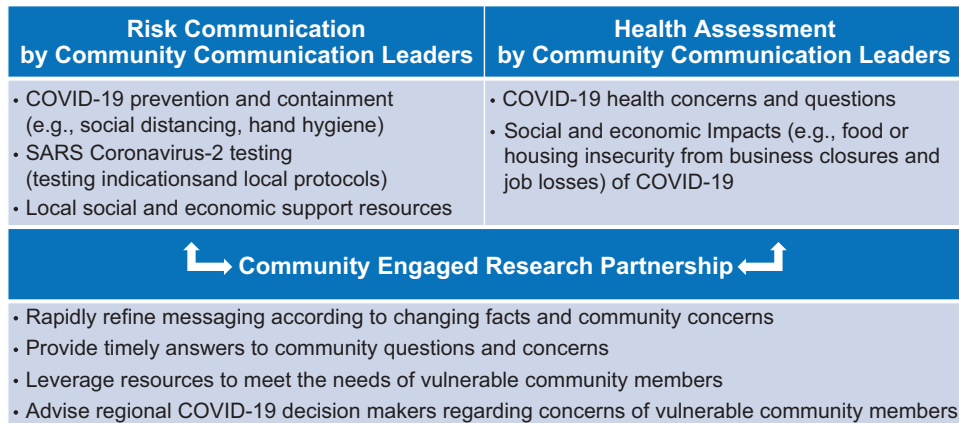 Risk Communication
by Community Communication Leaders
• COVID-19 prevention and containment
(e.g., social distancing, hand hygiene)
• SARS Coronavirus-2 testing
(testing indicationsand local protocols)
• Local social and economic support resources
Health Assessment
by Community Communication Leaders
• COVID-19 health concerns and questions
• Social and economic Impacts (e.g., food or
housing insecurity from business closures and
job losses) of COVID-19
Community Engaged Research Partnership
• Rapidly refine messaging according to changing facts and community concerns
• Provide timely answers to community questions and concerns
• Leverage resources to meet the needs of vulnerable community members
• Advise regional COVID-19 decision makers regarding concerns of vulnerable community members